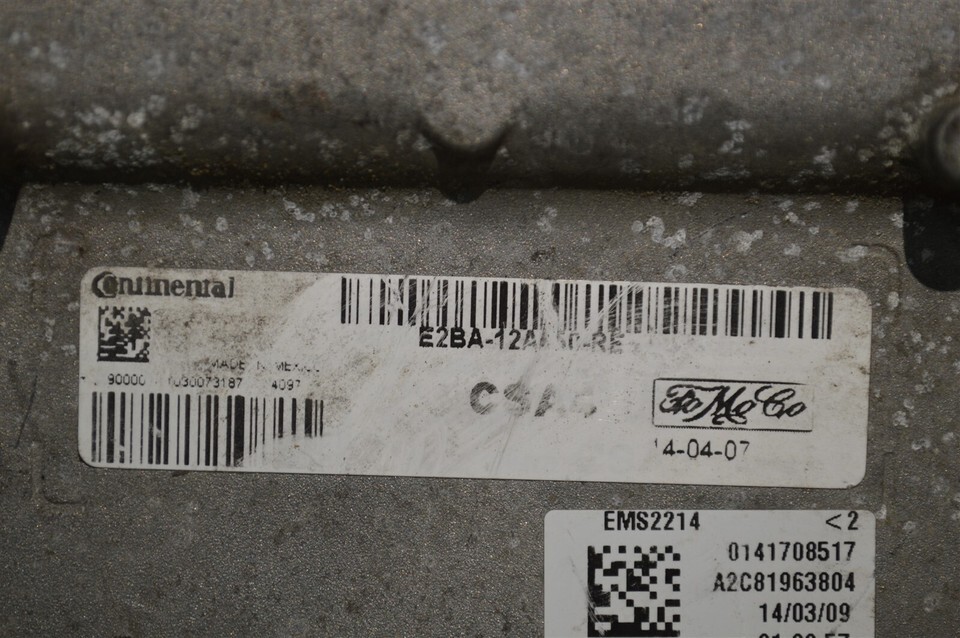 Continental
E2BA-12A650-RE
MADE IN MEXICO
90000 1030073187 4097
FoMoCo
14-04-07
EMS2214 <2
0141708517
A2C81963804
14/03/09